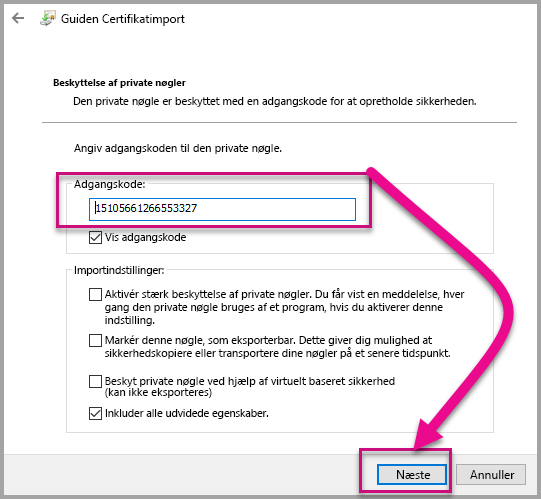 Guiden Certifikatimport
Beskyttelse af private nøgler
Den private nøgle er beskyttet med en adgangskode for at opretholde sikkerheden.
Angiv adgangskoden til den private nøgle.
Adgangskode:
15105661266553327
Vis adgangskode
Importindstillinger:
Aktivér stærk beskyttelse af private nøgler. Du får vist en meddelelse, hver
gang den private nøgle bruges af et program, hvis du aktiverer denne
indstilling.
Markér denne nøgle, som eksporterbar. Dette giver dig mulighed at
sikkerhedskopiere eller transportere dine nøgler på et senere tidspunkt.
Beskyt private nøgle ved hjælp af virtuelt baseret sikkerhed
(kan ikke eksporteres)
Inkluder alle udvidede egenskaber.
Næste
Annuller